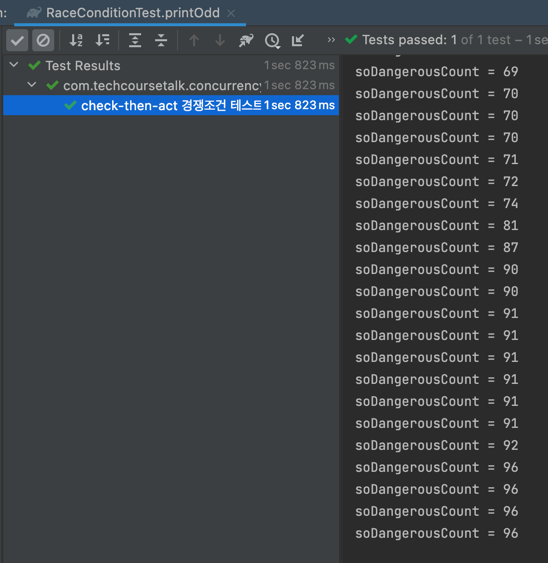 RaceConditionTest.printOdd
Tests passed: 1 of 1 test – 1 se
Test Results 1 sec 823 ms
com.techcoursetalk.concurrency 1 sec 823 ms
check-then-act 경쟁조건 테스트 1 sec 823 ms
soDangerousCount = 69
soDangerousCount = 70
soDangerousCount = 70
soDangerousCount = 70
soDangerousCount = 71
soDangerousCount = 72
soDangerousCount = 74
soDangerousCount = 81
soDangerousCount = 87
soDangerousCount = 90
soDangerousCount = 90
soDangerousCount = 91
soDangerousCount = 91
soDangerousCount = 91
soDangerousCount = 91
soDangerousCount = 91
soDangerousCount = 91
soDangerousCount = 92
soDangerousCount = 96
soDangerousCount = 96
soDangerousCount = 96
soDangerousCount = 96